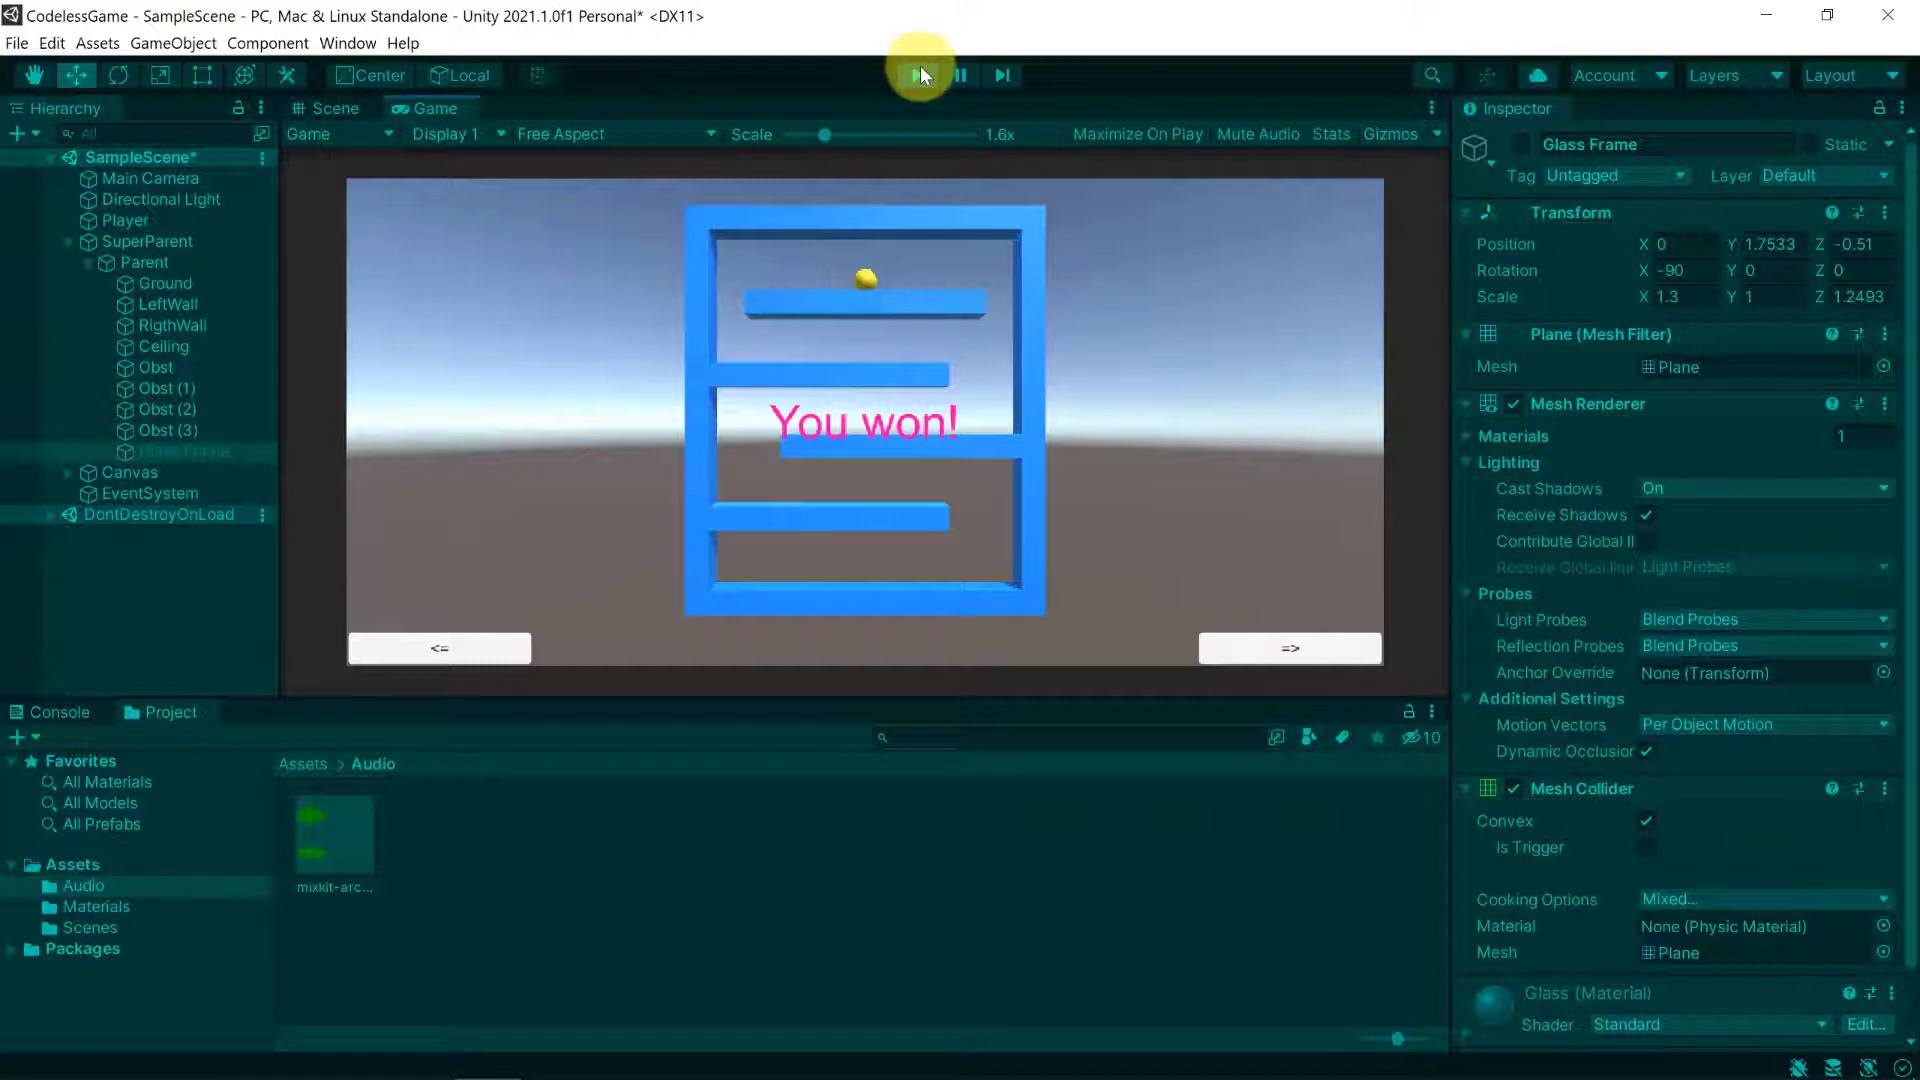 CodelessGame - SampleScene - PC, Mac & Linux Standalone - Unity 2021.1.0f1 Personal* <DX11>
File Edit Assets GameObject Component Window Help
Center Local Account Layers Layout
Hierarchy
All
SampleScene*
Main Camera
Directional Light
Player
SuperParent
Parent
Ground
LeftWall
RigthWall
Ceiling
Obst
Obst (1)
Obst (2)
Obst (3)
Canvas
EventSystem
DontDestroyOnLoad
Scene Game
Game Display 1 Free Aspect Scale 1.6x Maximize On Play Mute Audio Stats Gizmos
You won!
<= =>
Inspector
Glass Frame Static
Tag Untagged Layer Default
Transform
Position X 0 Y 1.7533 Z -0.51
Rotation X -90 Y 0 Z 0
Scale X 1.3 Y 1 Z 1.2493
Plane (Mesh Filter)
Mesh Plane
Mesh Renderer
Materials 1
Lighting
Cast Shadows On
Receive Shadows
Contribute Global Il
Receive Global Illur Light Probes
Probes
Light Probes Blend Probes
Reflection Probes Blend Probes
Anchor Override None (Transform)
Additional Settings
Motion Vectors Per Object Motion
Dynamic Occlusior
Mesh Collider
Convex
Is Trigger
Cooking Options Mixed...
Material None (Physic Material)
Mesh Plane
Glass (Material)
Shader Standard Edit...
Console Project
10
Favorites
All Materials
All Models
All Prefabs
Assets
Audio
Materials
Scenes
Packages
Assets > Audio
mixkit-arc...